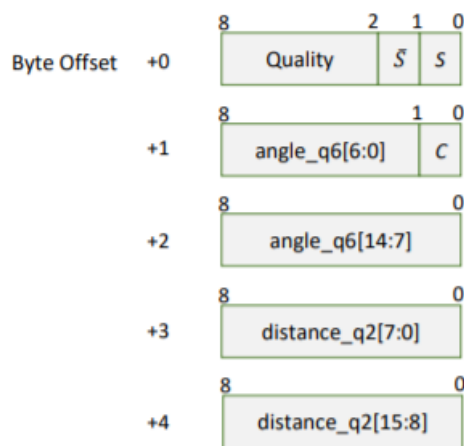 8 2 1 0
Byte Offset +0 Quality S̄ S
8 1 0
+1 angle_q6[6:0] C
8 0
+2 angle_q6[14:7]
8 0
+3 distance_q2[7:0]
8 0
+4 distance_q2[15:8]